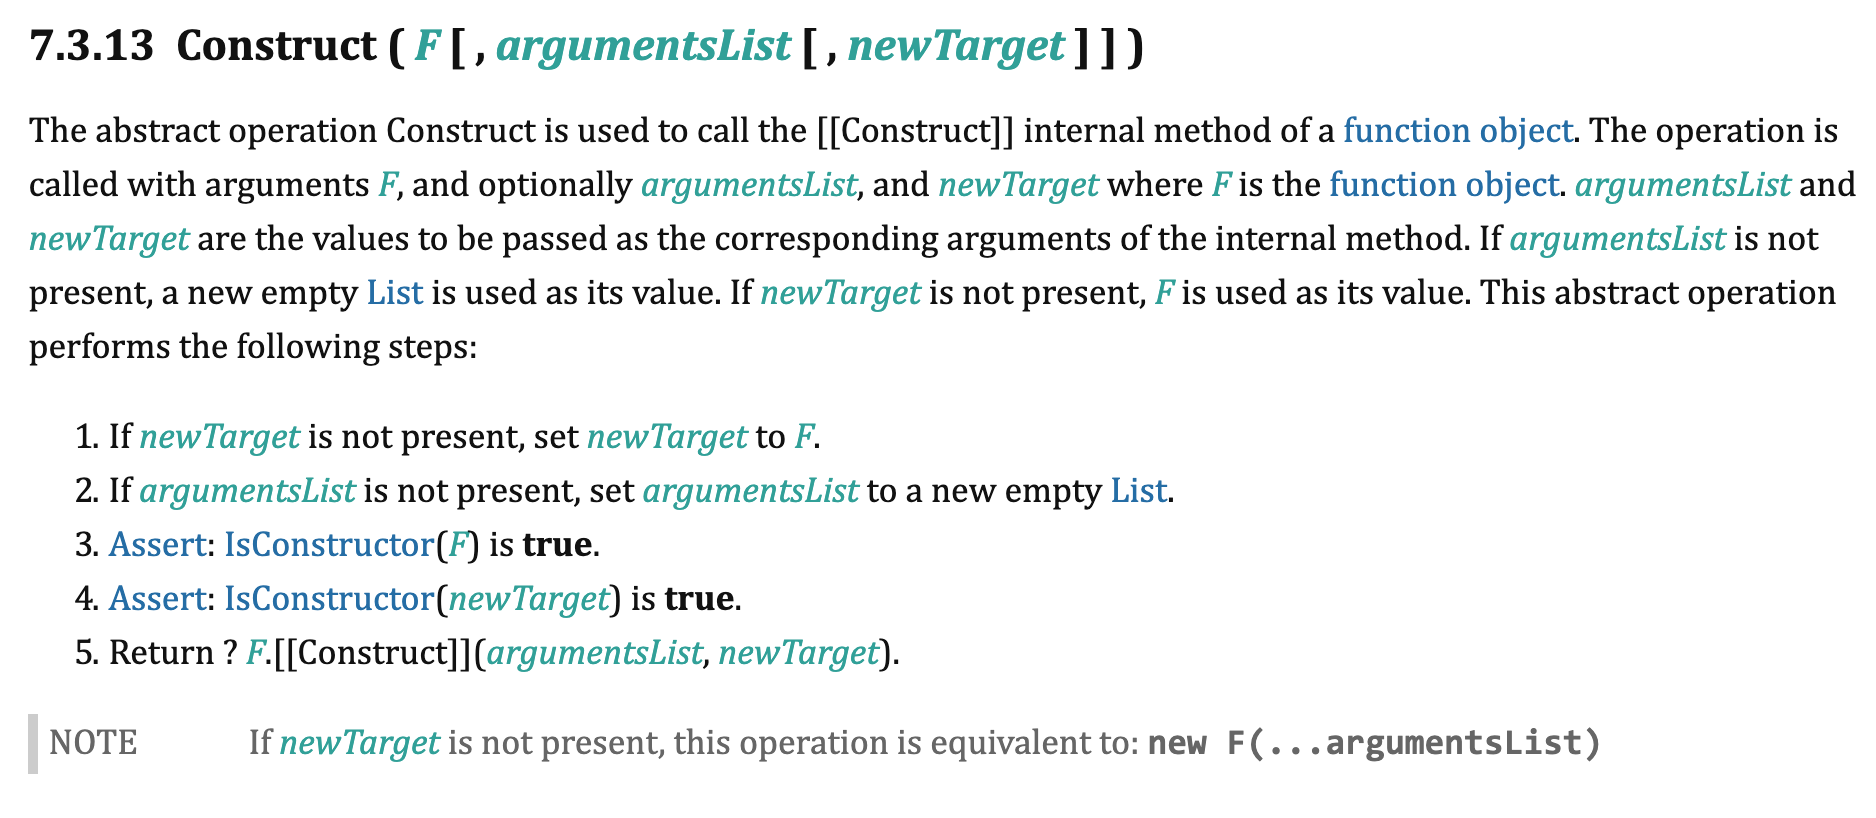 7.3.13 Construct ( F [ , argumentsList [ , newTarget ] ] )
The abstract operation Construct is used to call the [[Construct]] internal method of a function object. The operation is
called with arguments F, and optionally argumentsList, and newTarget where F is the function object. argumentsList and
newTarget are the values to be passed as the corresponding arguments of the internal method. If argumentsList is not
present, a new empty List is used as its value. If newTarget is not present, F is used as its value. This abstract operation
performs the following steps:
1. If newTarget is not present, set newTarget to F.
2. If argumentsList is not present, set argumentsList to a new empty List.
3. Assert: IsConstructor(F) is true.
4. Assert: IsConstructor(newTarget) is true.
5. Return ? F.[[Construct]](argumentsList, newTarget).
NOTE If newTarget is not present, this operation is equivalent to: new F(...argumentsList)